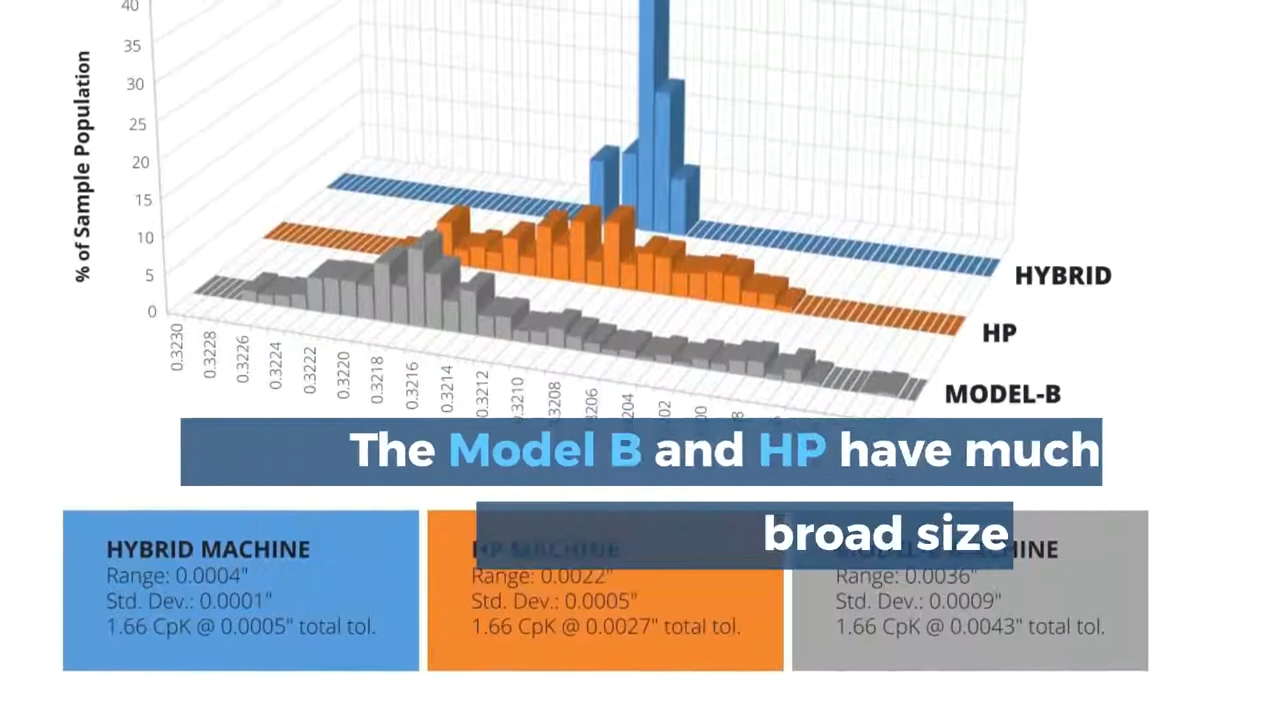 40
35
30
25
20
15
10
5
0
% of Sample Population
0.3230
0.3228
0.3226
0.3224
0.3222
0.3220
0.3218
0.3216
0.3214
0.3212
0.3210
HYBRID
HP
MODEL-B
The Model B and HP have much
broad size
HYBRID MACHINE
Range: 0.0004"
Std. Dev.: 0.0001"
1.66 CpK @ 0.0005" total tol.
HP MACHINE
Range: 0.0022"
Std. Dev.: 0.0005"
1.66 CpK @ 0.0027" total tol.
MODEL-B MACHINE
Range: 0.0036"
Std. Dev.: 0.0009"
1.66 CpK @ 0.0043" total tol.